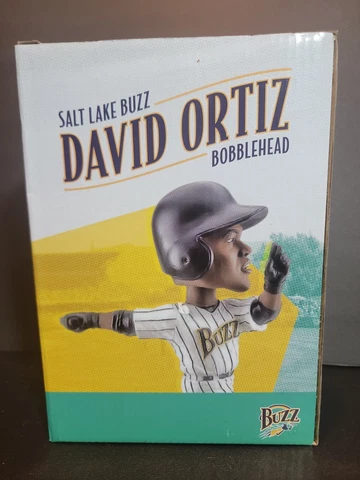 SALT LAKE BUZZ
DAVID ORTIZ
BOBBLEHEAD
BUZZ
BUZZ